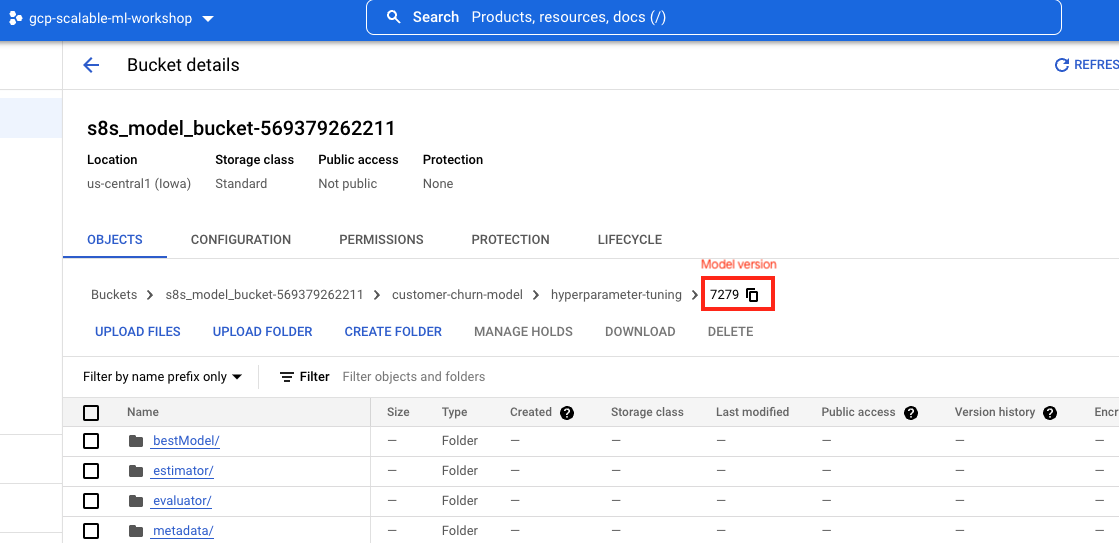 gcp-scalable-ml-workshop
Search Products, resources, docs (/)
Bucket details
REFRES
s8s_model_bucket-569379262211
Location Storage class Public access Protection
us-central1 (Iowa) Standard Not public None
OBJECTS CONFIGURATION PERMISSIONS PROTECTION LIFECYCLE
Model version
Buckets > s8s_model_bucket-569379262211 > customer-churn-model > hyperparameter-tuning > 7279
UPLOAD FILES UPLOAD FOLDER CREATE FOLDER MANAGE HOLDS DOWNLOAD DELETE
Filter by name prefix only Filter Filter objects and folders
Name Size Type Created ? Storage class Last modified Public access ? Version history ? Encr
bestModel/ — Folder — — — — — —
estimator/ — Folder — — — — — —
evaluator/ — Folder — — — — — —
metadata/ — Folder — — — — — —